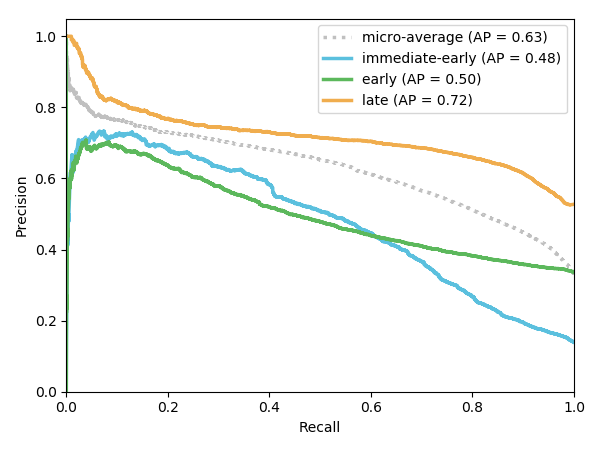 micro-average (AP = 0.63)
immediate-early (AP = 0.48)
early (AP = 0.50)
late (AP = 0.72)
Precision
1.0
0.8
0.6
0.4
0.2
0.0
0.0 0.2 0.4 0.6 0.8 1.0
Recall